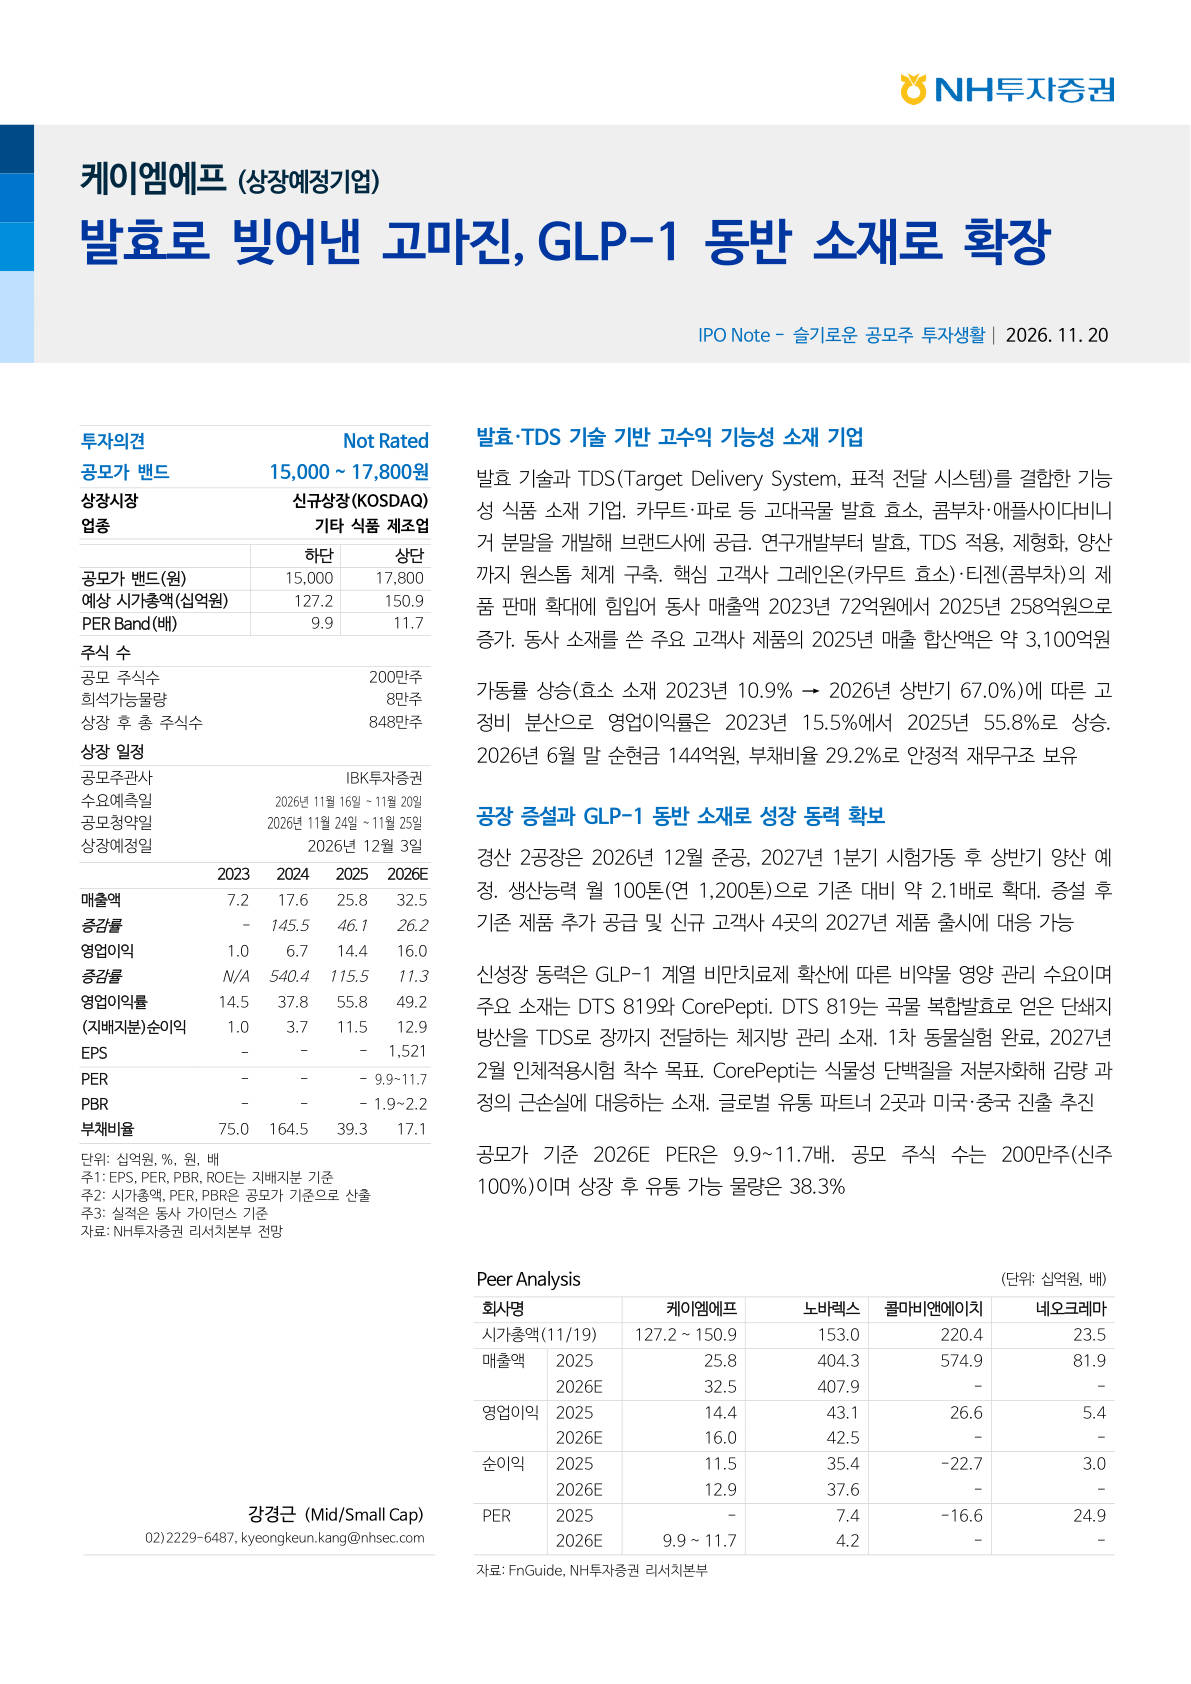 NH투자증권
케이엠에프 (상장예정기업)
발효로 빚어낸 고마진, GLP-1 동반 소재로 확장
IPO Note - 슬기로운 공모주 투자생활 | 2026. 11. 20
투자의견 Not Rated
공모가 밴드 15,000 ~ 17,800원
상장시장 신규상장(KOSDAQ)
업종 기타 식품 제조업
하단 상단
공모가 밴드(원) 15,000 17,800
예상 시가총액(십억원) 127.2 150.9
PER Band(배) 9.9 11.7
주식 수
공모 주식수 200만주
희석가능물량 8만주
상장 후 총 주식수 848만주
상장 일정
공모주관사 IBK투자증권
수요예측일 2026년 11월 16일 ~ 11월 20일
공모청약일 2026년 11월 24일 ~ 11월 25일
상장예정일 2026년 12월 3일
2023 2024 2025 2026E
매출액 7.2 17.6 25.8 32.5
증감률 - 145.5 46.1 26.2
영업이익 1.0 6.7 14.4 16.0
증감률 N/A 540.4 115.5 11.3
영업이익률 14.5 37.8 55.8 49.2
(지배지분)순이익 1.0 3.7 11.5 12.9
EPS - - - 1,521
PER - - - 9.9~11.7
PBR - - - 1.9~2.2
부채비율 75.0 164.5 39.3 17.1
단위: 십억원, %, 원, 배
주1: EPS, PER, PBR, ROE는 지배지분 기준
주2: 시가총액, PER, PBR은 공모가 기준으로 산출
주3: 실적은 동사 가이던스 기준
자료: NH투자증권 리서치본부 전망
강경근 (Mid/Small Cap)
02)2229-6487, kyeongkeun.kang@nhsec.com
발효·TDS 기술 기반 고수익 기능성 소재 기업
발효 기술과 TDS(Target Delivery System, 표적 전달 시스템)를 결합한 기능
성 식품 소재 기업. 카무트·파로 등 고대곡물 발효 효소, 콤부차·애플사이다비니
거 분말을 개발해 브랜드사에 공급. 연구개발부터 발효, TDS 적용, 제형화, 양산
까지 원스톱 체계 구축. 핵심 고객사 그레인온(카무트 효소)·티젠(콤부차)의 제
품 판매 확대에 힘입어 동사 매출액 2023년 72억원에서 2025년 258억원으로
증가. 동사 소재를 쓴 주요 고객사 제품의 2025년 매출 합산액은 약 3,100억원
가동률 상승(효소 소재 2023년 10.9% → 2026년 상반기 67.0%)에 따른 고
정비 분산으로 영업이익률은 2023년 15.5%에서 2025년 55.8%로 상승.
2026년 6월 말 순현금 144억원, 부채비율 29.2%로 안정적 재무구조 보유
공장 증설과 GLP-1 동반 소재로 성장 동력 확보
경산 2공장은 2026년 12월 준공, 2027년 1분기 시험가동 후 상반기 양산 예
정. 생산능력 월 100톤(연 1,200톤)으로 기존 대비 약 2.1배로 확대. 증설 후
기존 제품 추가 공급 및 신규 고객사 4곳의 2027년 제품 출시에 대응 가능
신성장 동력은 GLP-1 계열 비만치료제 확산에 따른 비약물 영양 관리 수요이며
주요 소재는 DTS 819와 CorePepti. DTS 819는 곡물 복합발효로 얻은 단쇄지
방산을 TDS로 장까지 전달하는 체지방 관리 소재. 1차 동물실험 완료, 2027년
2월 인체적용시험 착수 목표. CorePepti는 식물성 단백질을 저분자화해 감량 과
정의 근손실에 대응하는 소재. 글로벌 유통 파트너 2곳과 미국·중국 진출 추진
공모가 기준 2026E PER은 9.9~11.7배. 공모 주식 수는 200만주(신주
100%)이며 상장 후 유통 가능 물량은 38.3%
Peer Analysis (단위: 십억원, 배)
회사명 케이엠에프 노바렉스 콜마비앤에이치 네오크레마
시가총액(11/19) 127.2 ~ 150.9 153.0 220.4 23.5
매출액 2025 25.8 404.3 574.9 81.9
2026E 32.5 407.9 - -
영업이익 2025 14.4 43.1 26.6 5.4
2026E 16.0 42.5 - -
순이익 2025 11.5 35.4 -22.7 3.0
2026E 12.9 37.6 - -
PER 2025 - 7.4 -16.6 24.9
2026E 9.9 ~ 11.7 4.2 - -
자료: FnGuide, NH투자증권 리서치본부